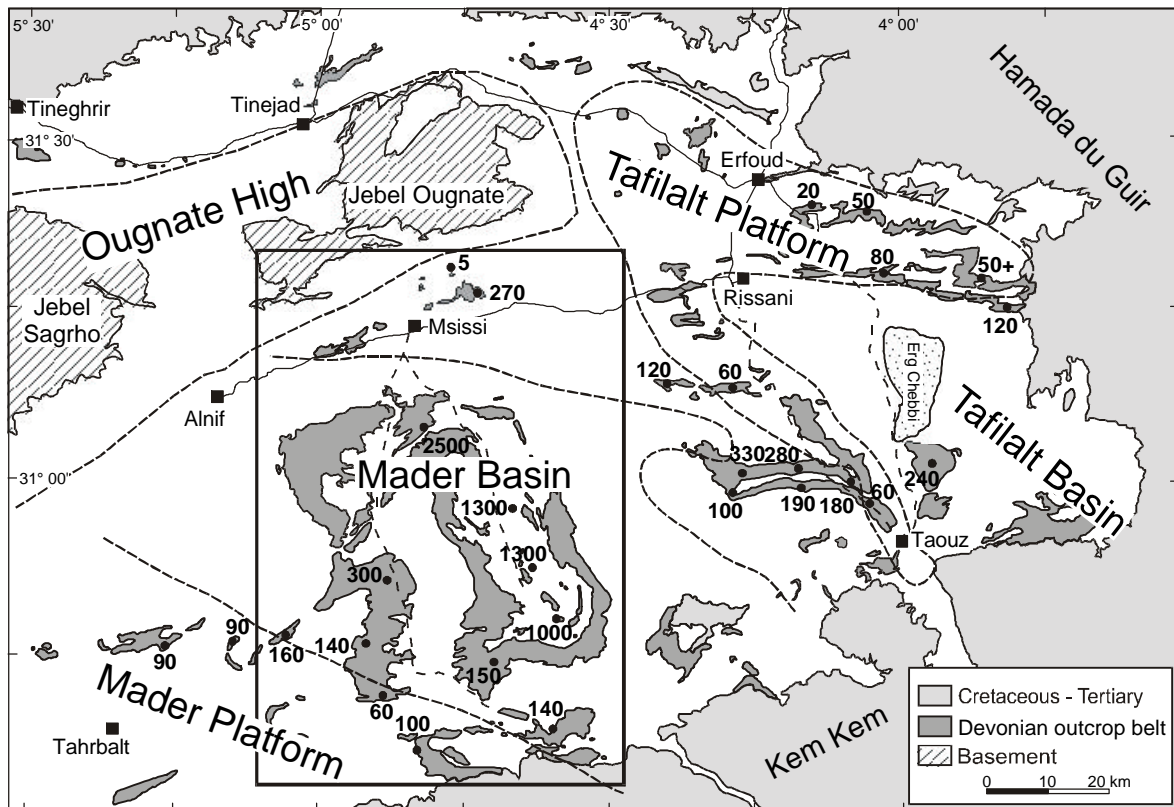 5° 30'
5° 00'
4° 30'
4° 00'
Hamada du Guir
Tineghrir
Tinejad
31° 30'
Erfoud
Jebel Ougnate
Ougnate High
Tafilalt Platform
20
50
80
50+
5
270
Rissani
120
Jebel
Sagrho
Msissi
Erg Chebbi
120
60
Alnif
Tafilalt Basin
2500
Mader Basin
330
280
240
31° 00'
100
190
180
60
1300
Taouz
1300
300
1000
90
90
160
140
150
Mader Platform
60
100
140
Tahrbalt
Kem Kem
Cretaceous - Tertiary
Devonian outcrop belt
Basement
0 10 20 km